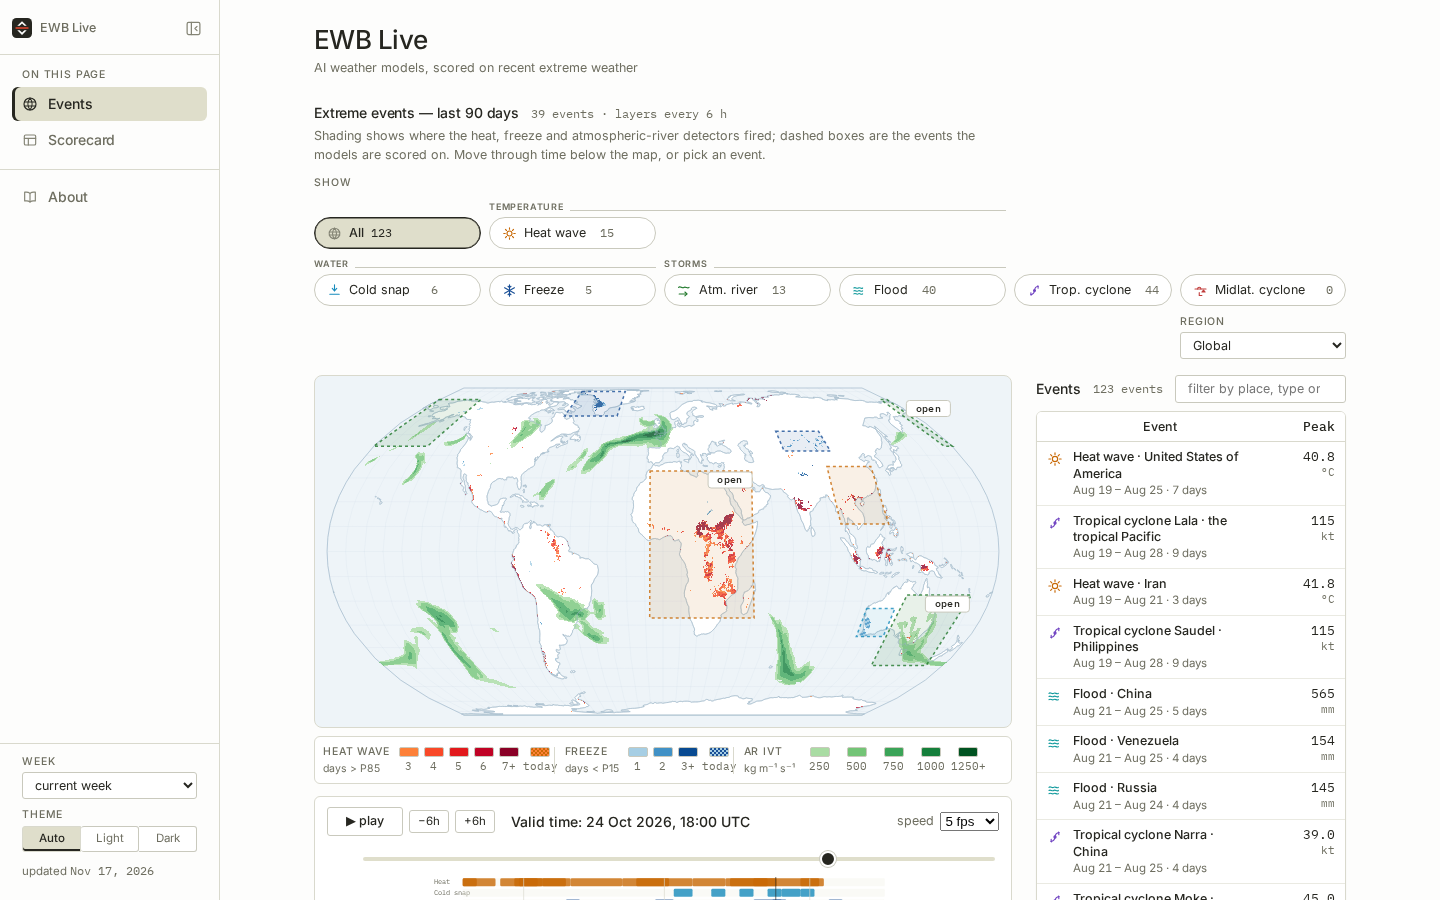 EWB Live
ON THIS PAGE
Events
Scorecard
About
WEEK
current week
THEME
Auto Light Dark
updated Nov 17, 2026
EWB Live
AI weather models, scored on recent extreme weather
Extreme events — last 90 days 39 events · layers every 6 h
Shading shows where the heat, freeze and atmospheric-river detectors fired; dashed boxes are the events the
models are scored on. Move through time below the map, or pick an event.
SHOW
TEMPERATURE
All 123 Heat wave 15
WATER STORMS
Cold snap 6 Freeze 5 Atm. river 13 Flood 40 Trop. cyclone 44 Midlat. cyclone 0
REGION
Global
open
open
open
HEAT WAVE
days > P85
3 4 5 6 7+ today
FREEZE
days < P15
1 2 3+ today
AR IVT
kg m⁻¹ s⁻¹
250 500 750 1000 1250+
▶ play −6h +6h Valid time: 24 Oct 2026, 18:00 UTC speed 5 fps
Heat
Cold snap
Events 123 events filter by place, type or
Event Peak
Heat wave · United States of America 40.8 °C
Aug 19 – Aug 25 · 7 days
Tropical cyclone Lala · the tropical Pacific 115 kt
Aug 19 – Aug 28 · 9 days
Heat wave · Iran 41.8 °C
Aug 19 – Aug 21 · 3 days
Tropical cyclone Saudel · Philippines 115 kt
Aug 19 – Aug 28 · 9 days
Flood · China 565 mm
Aug 21 – Aug 25 · 5 days
Flood · Venezuela 154 mm
Aug 21 – Aug 25 · 4 days
Flood · Russia 145 mm
Aug 21 – Aug 24 · 4 days
Tropical cyclone Narra · China 39.0 kt
Aug 21 – Aug 25 · 4 days
Tropical cyclone Moke · 45.0